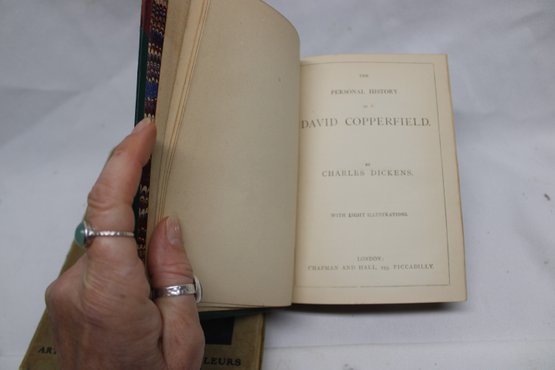 THE
PERSONAL HISTORY
OF
DAVID COPPERFIELD.
BY
CHARLES DICKENS.
WITH EIGHT ILLUSTRATIONS.
LONDON:
CHAPMAN AND HALL, 193, PICCADILLY.
AR
LEURS